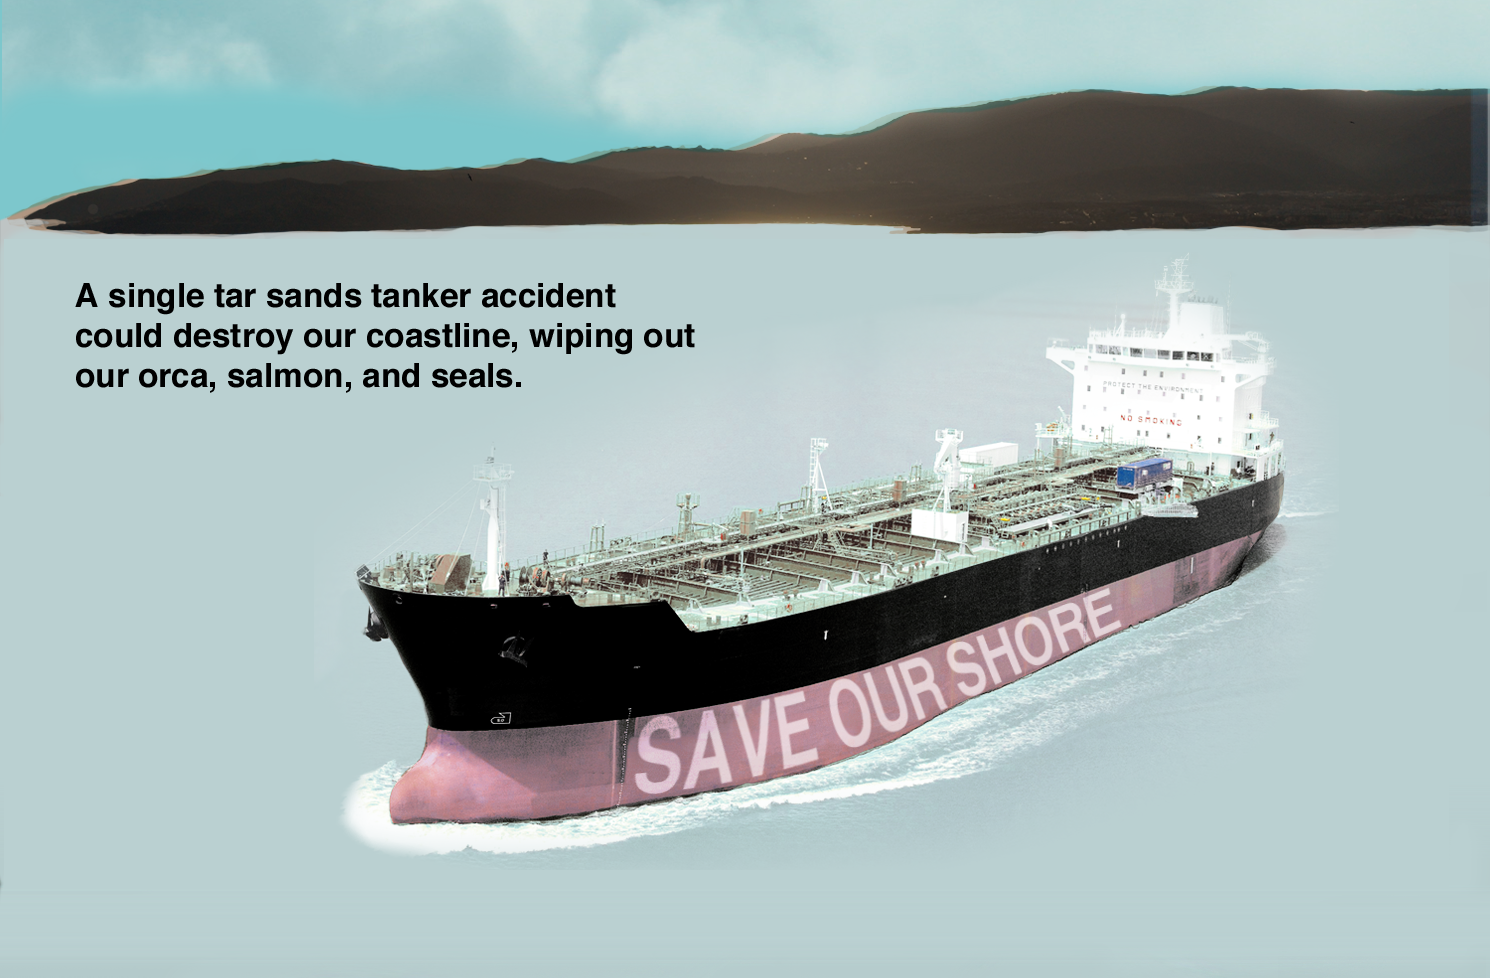 A single tar sands tanker accident
could destroy our coastline, wiping out
our orca, salmon, and seals.
PROTECT THE ENVIRONMENT
NO SMOKING
SAVE OUR SHORE